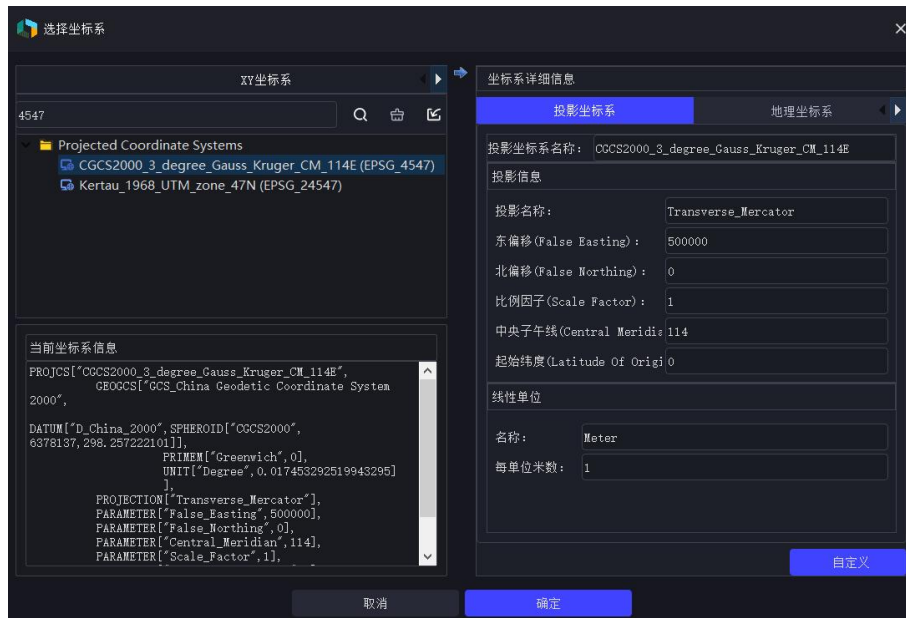 选择坐标系
XY坐标系
4547
Projected Coordinate Systems
CGCS2000_3_degree_Gauss_Kruger_CM_114E (EPSG_4547)
Kertau_1968_UTM_zone_47N (EPSG_24547)
当前坐标系信息
PROJCS["CGCS2000_3_degree_Gauss_Kruger_CM_114E",
GEOGCS["GCS_China Geodetic Coordinate System
2000",
DATUM["D_China_2000",SPHEROID["CGCS2000",
6378137,298.257222101]],
PRIMEM["Greenwich",0],
UNIT["Degree",0.017453292519943295]
],
PROJECTION["Transverse_Mercator"],
PARAMETER["False_Easting",500000],
PARAMETER["False_Northing",0],
PARAMETER["Central_Meridian",114],
PARAMETER["Scale_Factor",1],
坐标系详细信息
投影坐标系
地理坐标系
投影坐标系名称: CGCS2000_3_degree_Gauss_Kruger_CM_114E
投影信息
投影名称: Transverse_Mercator
东偏移(False Easting): 500000
北偏移(False Northing): 0
比例因子(Scale Factor): 1
中央子午线(Central Meridia 114
起始纬度(Latitude Of Origi 0
线性单位
名称: Meter
每单位米数: 1
自定义
取消
确定